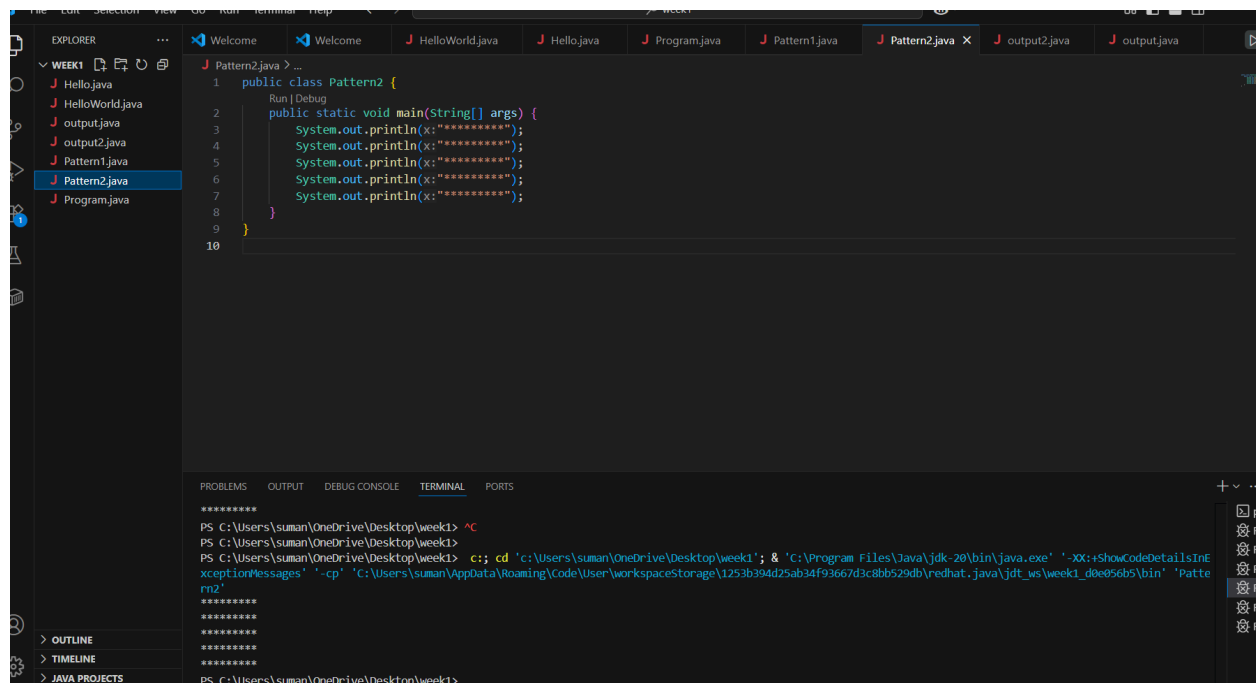 File Edit Selection View Go Run Terminal Help
week1
EXPLORER
Welcome Welcome HelloWorld.java Hello.java Program.java Pattern1.java Pattern2.java output2.java output.java
WEEK1
Hello.java
HelloWorld.java
output.java
output2.java
Pattern1.java
Pattern2.java
Program.java
Pattern2.java > ...
1 public class Pattern2 {
Run | Debug
2 public static void main(String[] args) {
3 System.out.println(x:"*********");
4 System.out.println(x:"*********");
5 System.out.println(x:"*********");
6 System.out.println(x:"*********");
7 System.out.println(x:"*********");
8 }
9 }
10
1
PROBLEMS OUTPUT DEBUG CONSOLE TERMINAL PORTS
*********
PS C:\Users\suman\OneDrive\Desktop\week1> ^C
PS C:\Users\suman\OneDrive\Desktop\week1>
PS C:\Users\suman\OneDrive\Desktop\week1> c:; cd 'c:\Users\suman\OneDrive\Desktop\week1'; & 'C:\Program Files\Java\jdk-20\bin\java.exe' '-XX:+ShowCodeDetailsInE
xceptionMessages' '-cp' 'C:\Users\suman\AppData\Roaming\Code\User\workspaceStorage\1253b394d25ab34f93667d3c8bb529db\redhat.java\jdt_ws\week1_d0e056b5\bin' 'Patte
rn2'
*********
*********
*********
*********
*********
PS C:\Users\suman\OneDrive\Desktop\week1>
OUTLINE
TIMELINE
JAVA PROJECTS